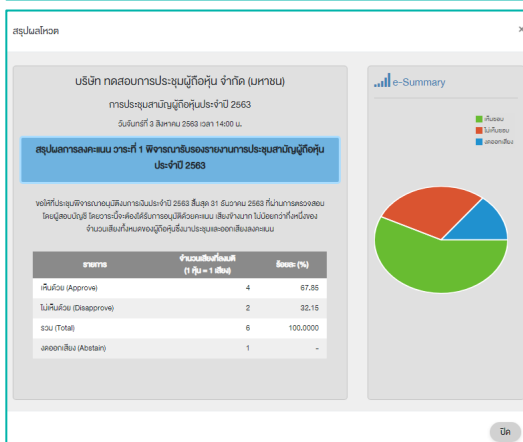 สรุปผลโหวต
×
บริษัท ทดสอบการประชุมผู้ถือหุ้น จำกัด (มหาชน)
การประชุมสามัญผู้ถือหุ้นประจำปี 2563
วันจันทร์ที่ 3 สิงหาคม 2563 เวลา 14:00 น.
สรุปผลการลงคะแนน วาระที่ 1 พิจารณารับรองรายงานการประชุมสามัญผู้ถือหุ้น
ประจำปี 2563
ขอให้ที่ประชุมพิจารณาอนุมัติงบการเงินประจำปี 2563 สิ้นสุด 31 ธันวาคม 2563 ที่ผ่านการตรวจสอบ
โดยผู้สอบบัญชี โดยวาระนี้จะต้องได้รับการอนุมัติด้วยคะแนน เสียงข้างมาก ไม่น้อยกว่ากึ่งหนึ่งของ
จำนวนเสียงทั้งหมดของผู้ถือหุ้นซึ่งมาประชุมและออกเสียงลงคะแนน
รายการ จำนวนเสียงที่ลงมติ (1 หุ้น = 1 เสียง) ร้อยละ (%)
เห็นด้วย (Approve) 4 67.85
ไม่เห็นด้วย (Disapprove) 2 32.15
รวม (Total) 6 100.0000
งดออกเสียง (Abstain) 1 -
e-Summary
เห็นชอบ
ไม่เห็นชอบ
งดออกเสียง
ปิด